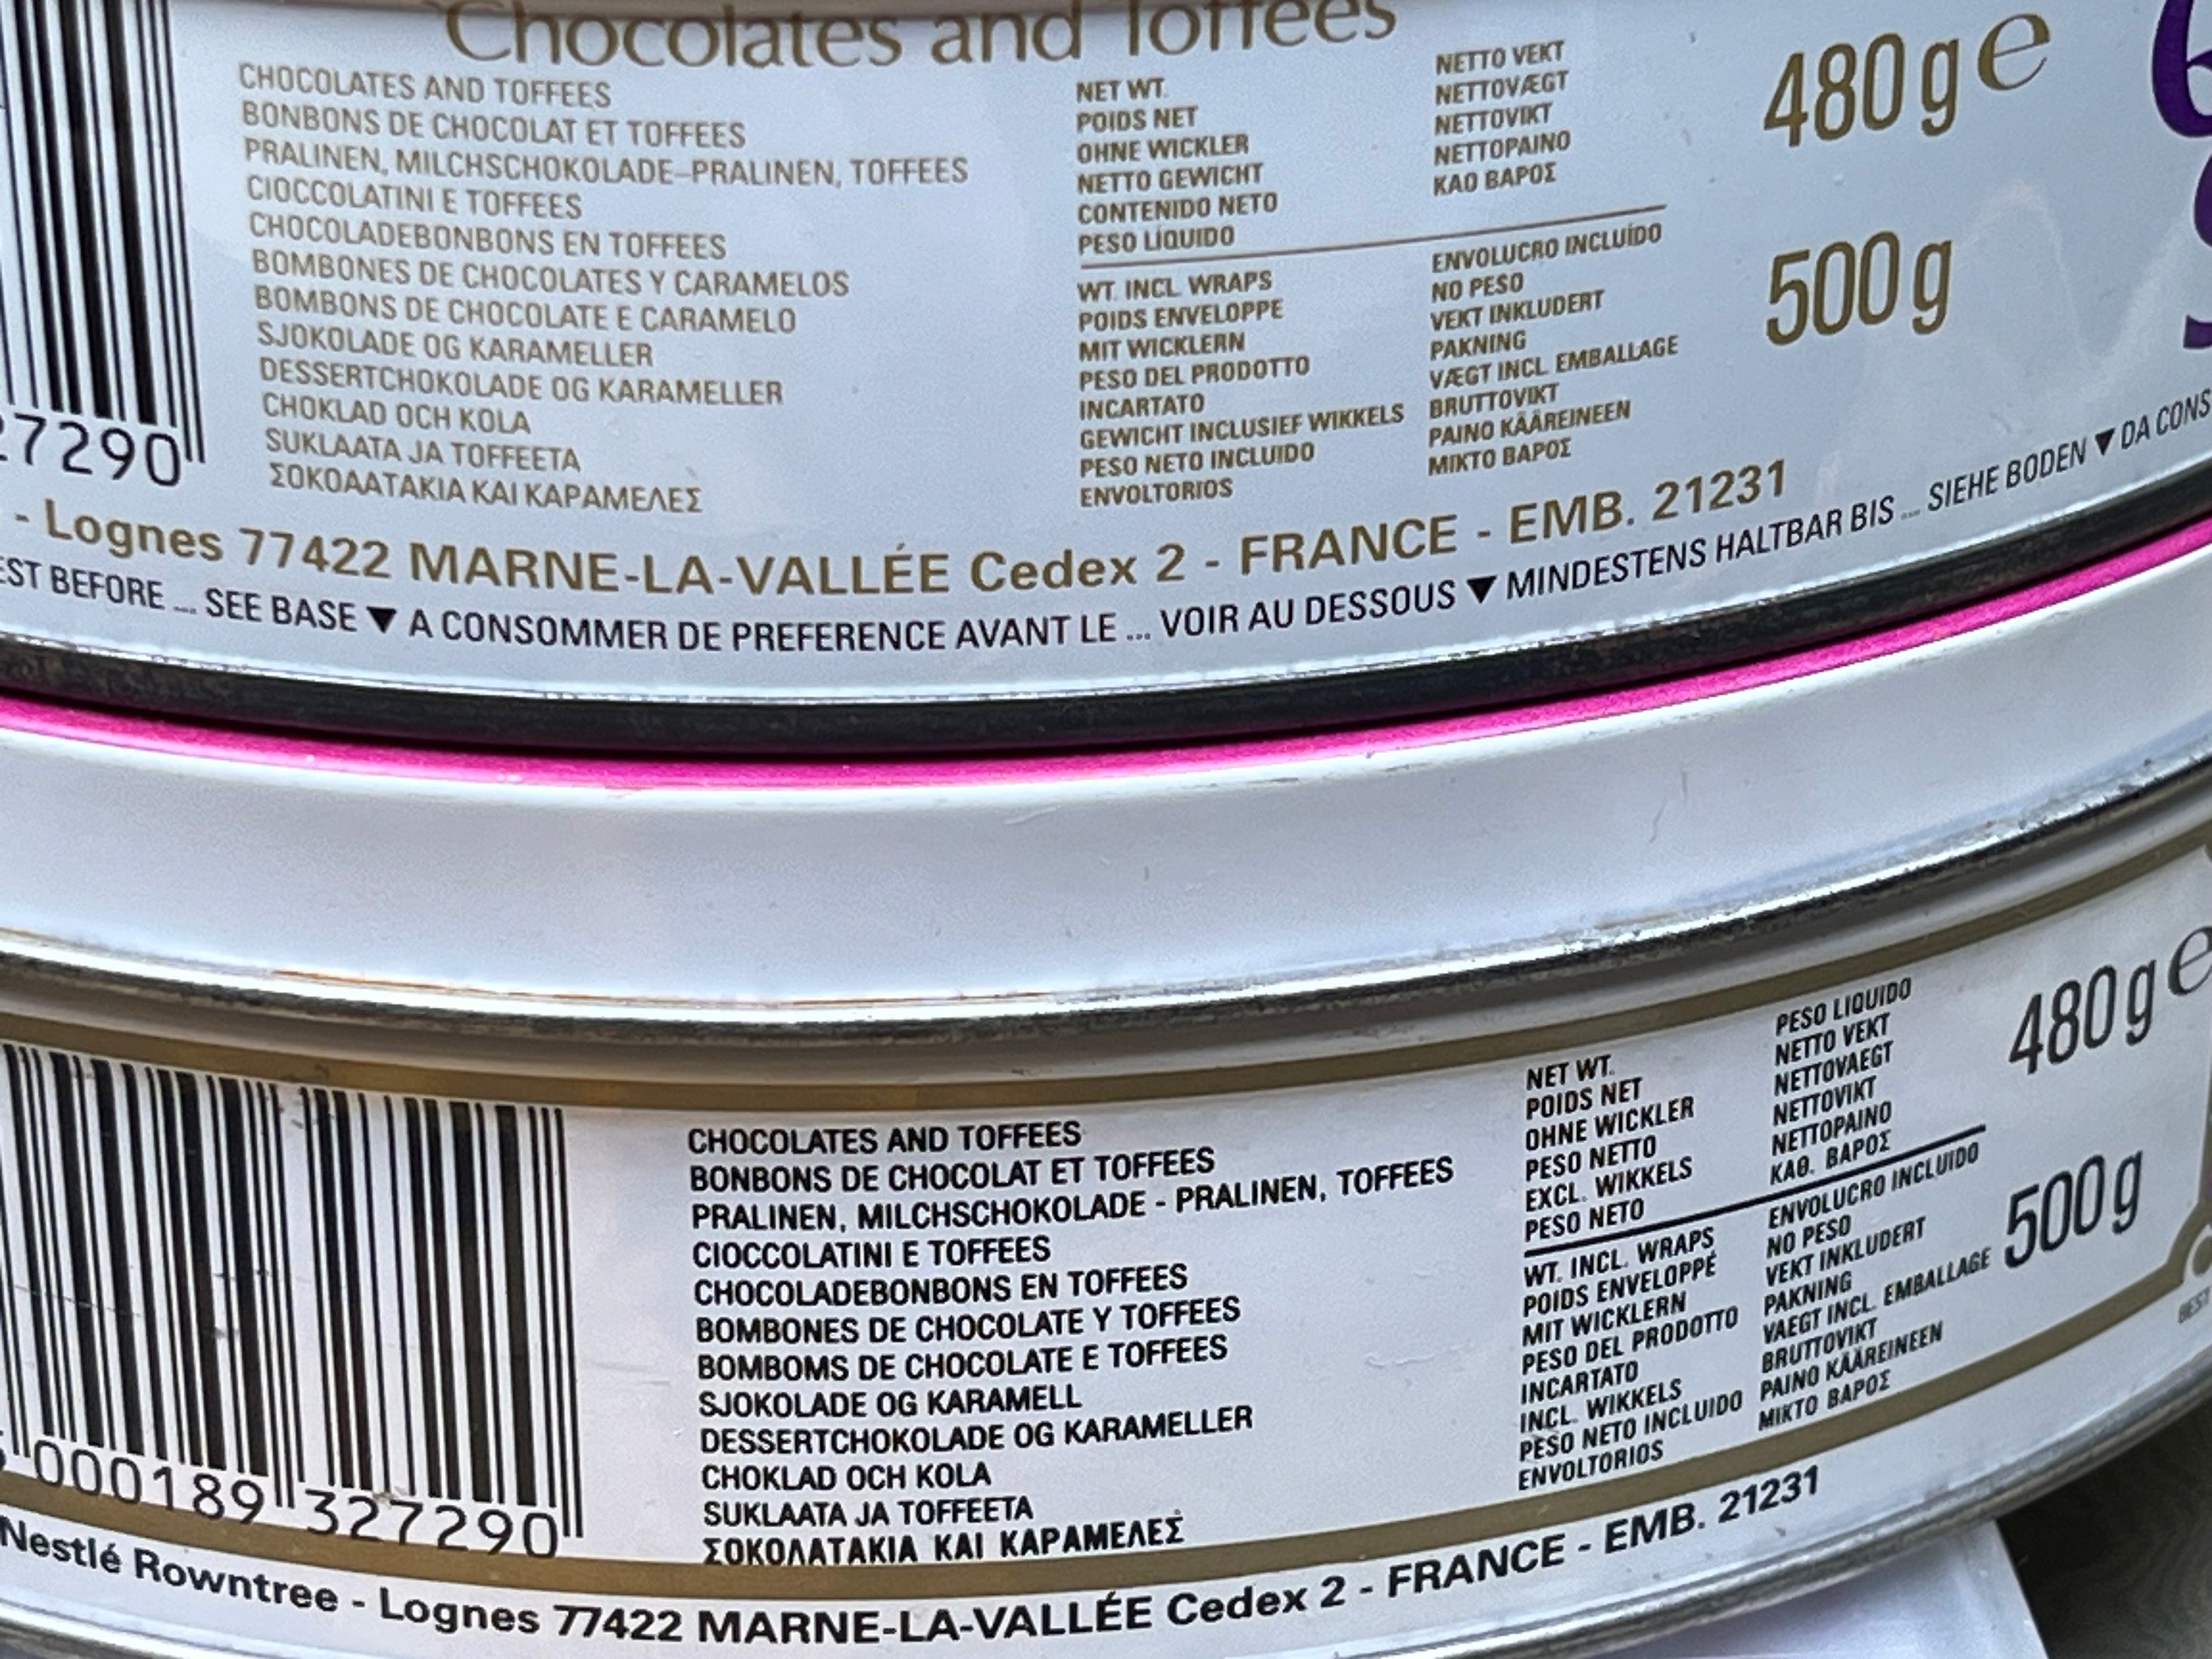 Chocolates and Toffees
CHOCOLATES AND TOFFEES
BONBONS DE CHOCOLAT ET TOFFEES
PRALINEN, MILCHSCHOKOLADE-PRALINEN, TOFFEES
CIOCCOLATINI E TOFFEES
CHOCOLADEBONBONS EN TOFFEES
BOMBONES DE CHOCOLATES Y CARAMELOS
BOMBONS DE CHOCOLATE E CARAMELO
SJOKOLADE OG KARAMELLER
DESSERTCHOKOLADE OG KARAMELLER
CHOKLAD OCH KOLA
SUKLAATA JA TOFFEETA
ΣΟΚΟΑΑΤΑΚΙΑ ΚΑΙ ΚΑΡΑΜΕΛΕΣ
NET WT.
POIDS NET
OHNE WICKLER
NETTO GEWICHT
CONTENIDO NETO
PESO LÍQUIDO
NETTO VEKT
NETTOVÆGT
NETTOVIKT
NETTOPAINO
ΚΑΟ ΒΑΡΟΣ
480 g e
WT. INCL. WRAPS
POIDS ENVELOPPE
MIT WICKLERN
PESO DEL PRODOTTO
INCARTATO
GEWICHT INCLUSIEF WIKKELS
PESO NETO INCLUIDO
ENVOLTORIOS
ENVOLUCRO INCLUÍDO
NO PESO
VEKT INKLUDERT
PAKNING
VÆGT INCL. EMBALLAGE
BRUTTOVIKT
PAINO KÄÄREINEEN
ΜΙΚΤΟ ΒΑΡΟΣ
500 g
27290
- Lognes 77422 MARNE-LA-VALLÉE Cedex 2 - FRANCE - EMB. 21231
EST BEFORE ... SEE BASE ▼ A CONSOMMER DE PREFERENCE AVANT LE ... VOIR AU DESSOUS ▼ MINDESTENS HALTBAR BIS ... SIEHE BODEN ▼ DA CONS
CHOCOLATES AND TOFFEES
BONBONS DE CHOCOLAT ET TOFFEES
PRALINEN, MILCHSCHOKOLADE - PRALINEN, TOFFEES
CIOCCOLATINI E TOFFEES
CHOCOLADEBONBONS EN TOFFEES
BOMBONES DE CHOCOLATE Y TOFFEES
BOMBOMS DE CHOCOLATE E TOFFEES
SJOKOLADE OG KARAMELL
DESSERTCHOKOLADE OG KARAMELLER
CHOKLAD OCH KOLA
SUKLAATA JA TOFFEETA
ΣΟΚΟΛΑΤΑΚΙΑ ΚΑΙ ΚΑΡΑΜΕΛΕΣ
NET WT.
POIDS NET
OHNE WICKLER
PESO NETTO
EXCL. WIKKELS
PESO NETO
PESO LIQUIDO
NETTO VEKT
NETTOVAEGT
NETTOVIKT
NETTOPAINO
ΚΑΘ. ΒΑΡΟΣ
480 g e
WT. INCL. WRAPS
POIDS ENVELOPPÉ
MIT WICKLERN
PESO DEL PRODOTTO
INCARTATO
INCL. WIKKELS
PESO NETO INCLUIDO
ENVOLTORIOS
ENVOLUCRO INCLUIDO
NO PESO
VEKT INKLUDERT
PAKNING
VAEGT INCL. EMBALLAGE
BRUTTOVIKT
PAINO KÄÄREINEEN
ΜΙΚΤΟ ΒΑΡΟΣ
500 g
5 000189 327290
Nestlé Rowntree - Lognes 77422 MARNE-LA-VALLÉE Cedex 2 - FRANCE - EMB. 21231
BEST